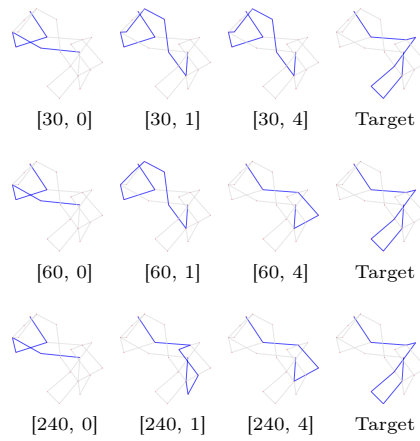 [30, 0] [30, 1] [30, 4] Target
[60, 0] [60, 1] [60, 4] Target
[240, 0] [240, 1] [240, 4] Target